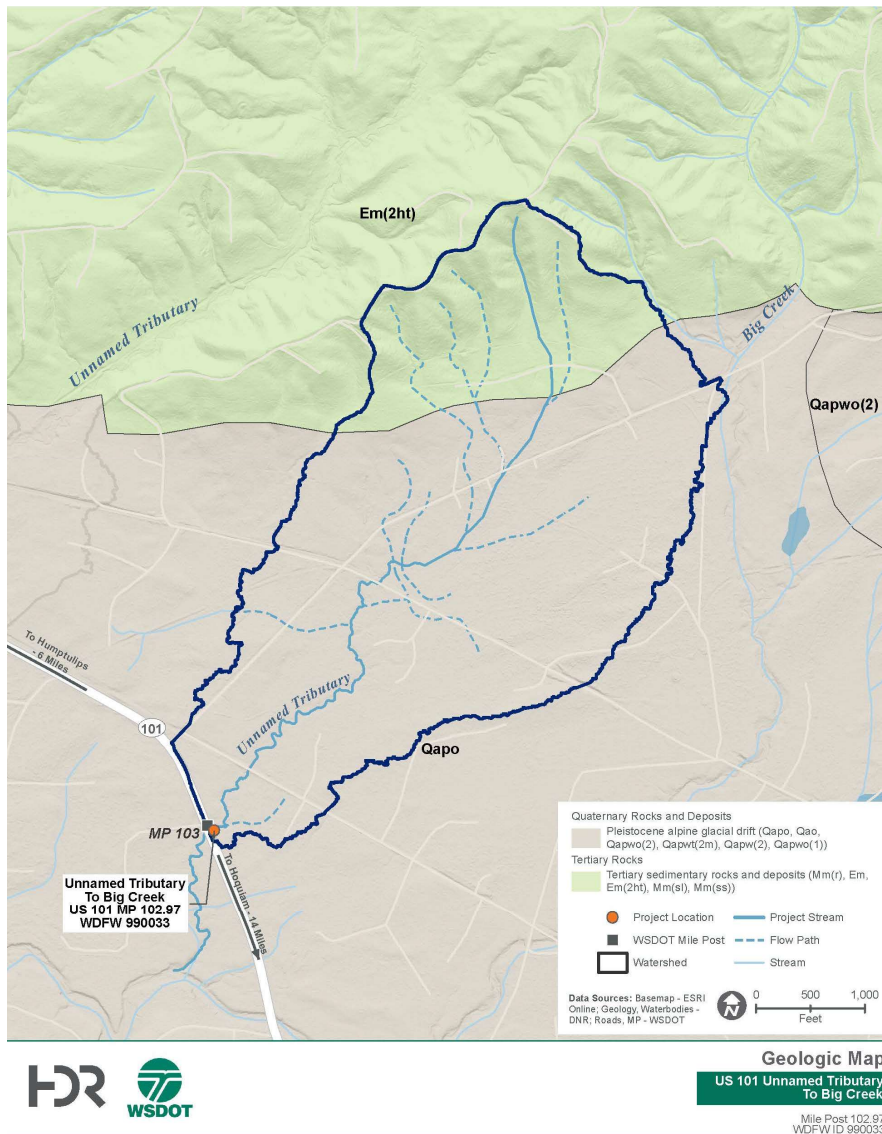 Em(2ht)
Unnamed Tributary
Big Creek
Qapwo(2)
To Humptulips
- 6 Miles
101
Unnamed Tributary
Qapo
MP 103
To Hoquiam - 14 Miles
Unnamed Tributary
To Big Creek
US 101 MP 102.97
WDFW 990033
Quaternary Rocks and Deposits
Pleistocene alpine glacial drift (Qapo, Qao,
Qapwo(2), Qapwt(2m), Qapw(2), Qapwo(1))
Tertiary Rocks
Tertiary sedimentary rocks and deposits (Mm(r), Em,
Em(2ht), Mm(sl), Mm(ss))
Project Location
Project Stream
WSDOT Mile Post
Flow Path
Watershed
Stream
Data Sources: Basemap - ESRI
Online; Geology, Waterbodies -
DNR; Roads, MP - WSDOT
N
0 500 1,000
Feet
HDR
WSDOT
Geologic Map
US 101 Unnamed Tributary
To Big Creek
Mile Post 102.97
WDFW ID 990033